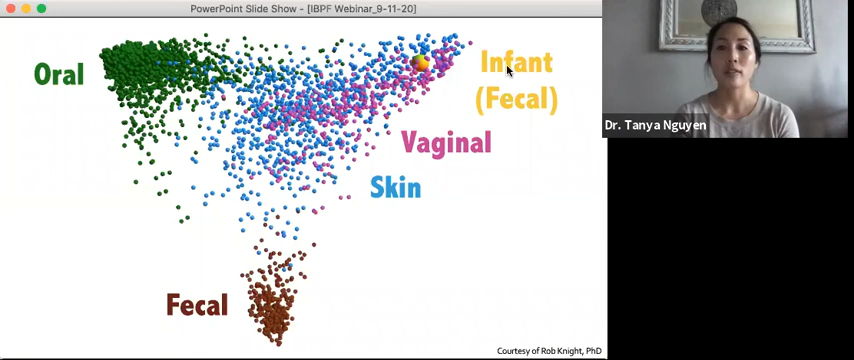 PowerPoint Slide Show - [IBPF Webinar_9-11-20]
Oral
Infant
(Fecal)
Vaginal
Skin
Fecal
Courtesy of Rob Knight, PhD
Dr. Tanya Nguyen